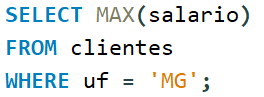 SELECT MAX(salario)
FROM clientes
WHERE uf = 'MG';